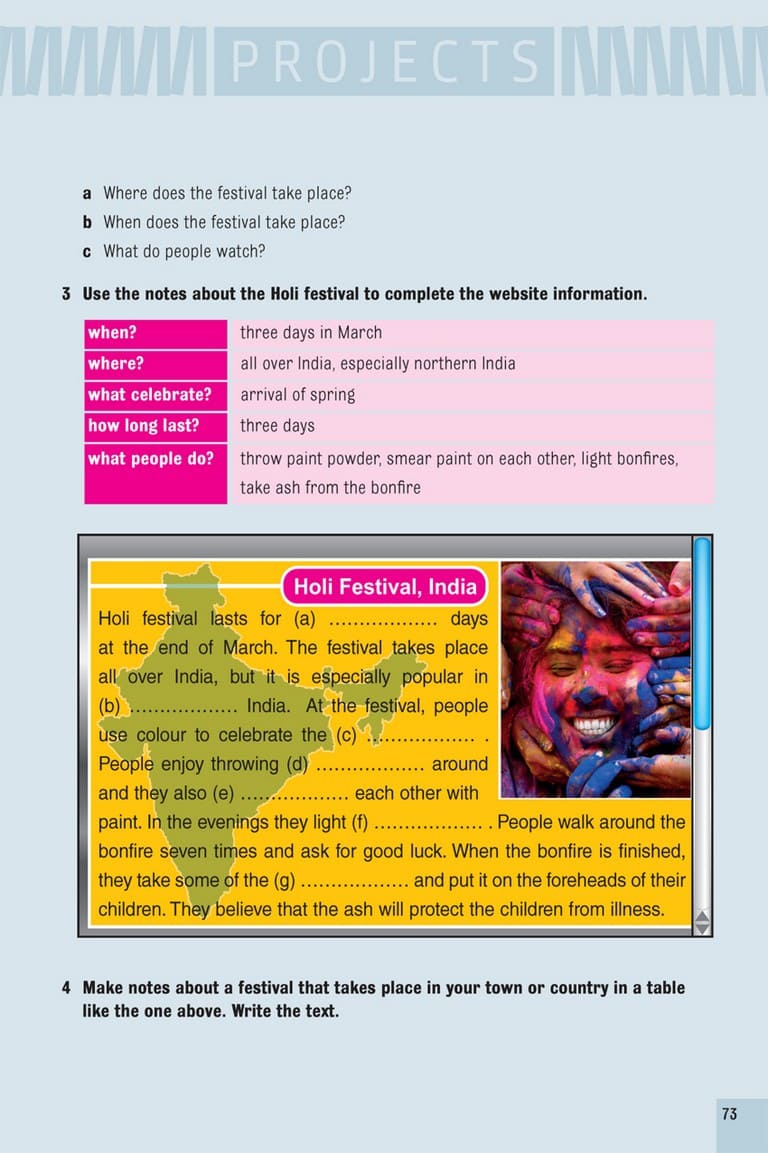 PROJECTS
a Where does the festival take place?
b When does the festival take place?
c What do people watch?
3 Use the notes about the Holi festival to complete the website information.
when? three days in March
where? all over India, especially northern India
what celebrate? arrival of spring
how long last? three days
what people do? throw paint powder, smear paint on each other, light bonfires,
take ash from the bonfire
Holi Festival, India
Holi festival lasts for (a) .................. days
at the end of March. The festival takes place
all over India, but it is especially popular in
(b) .................. India. At the festival, people
use colour to celebrate the (c) .................. .
People enjoy throwing (d) .................. around
and they also (e) .................. each other with
paint. In the evenings they light (f) .................. . People walk around the
bonfire seven times and ask for good luck. When the bonfire is finished,
they take some of the (g) .................. and put it on the foreheads of their
children. They believe that the ash will protect the children from illness.
4 Make notes about a festival that takes place in your town or country in a table
like the one above. Write the text.
73